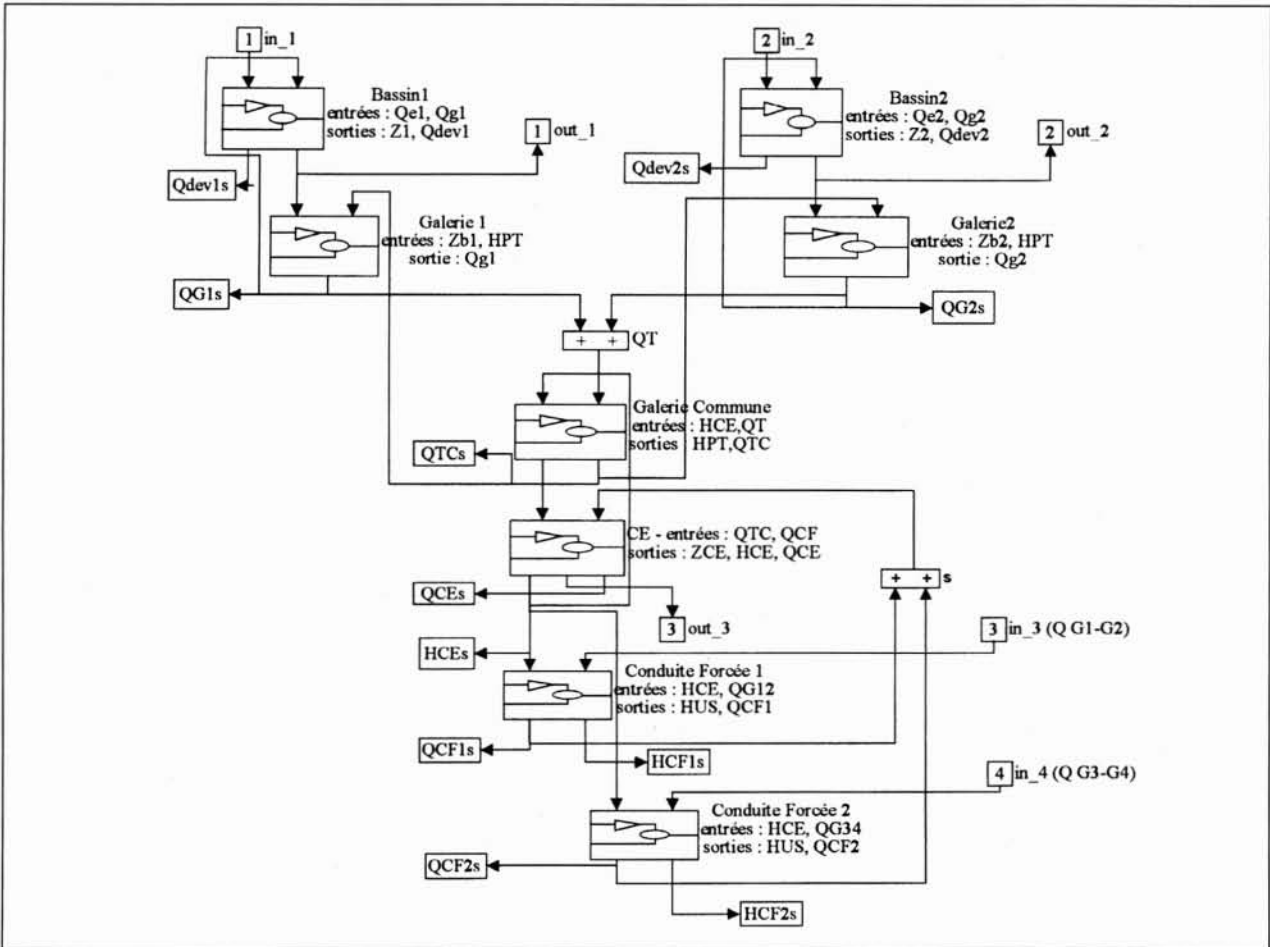 1 in_1
2 in_2
Bassin1
entrées : Qe1, Qg1
sorties : Z1, Qdev1
Bassin2
entrées : Qe2, Qg2
sorties : Z2, Qdev2
1 out_1
2 out_2
Qdev1s
Qdev2s
Galerie 1
entrées : Zb1, HPT
sortie : Qg1
Galerie2
entrées : Zb2, HPT
sortie : Qg2
QG1s
QG2s
+ + QT
Galerie Commune
entrées : HCE,QT
sorties HPT,QTC
QTCs
CE - entrées : QTC, QCF
sorties : ZCE, HCE, QCE
+ + s
QCEs
3 out_3
3 in_3 (Q G1-G2)
HCEs
Conduite Forcée 1
entrées : HCE, QG12
sorties : HUS, QCF1
QCF1s
HCF1s
4 in_4 (Q G3-G4)
Conduite Forcée 2
entrées : HCE, QG34
sorties : HUS, QCF2
QCF2s
HCF2s